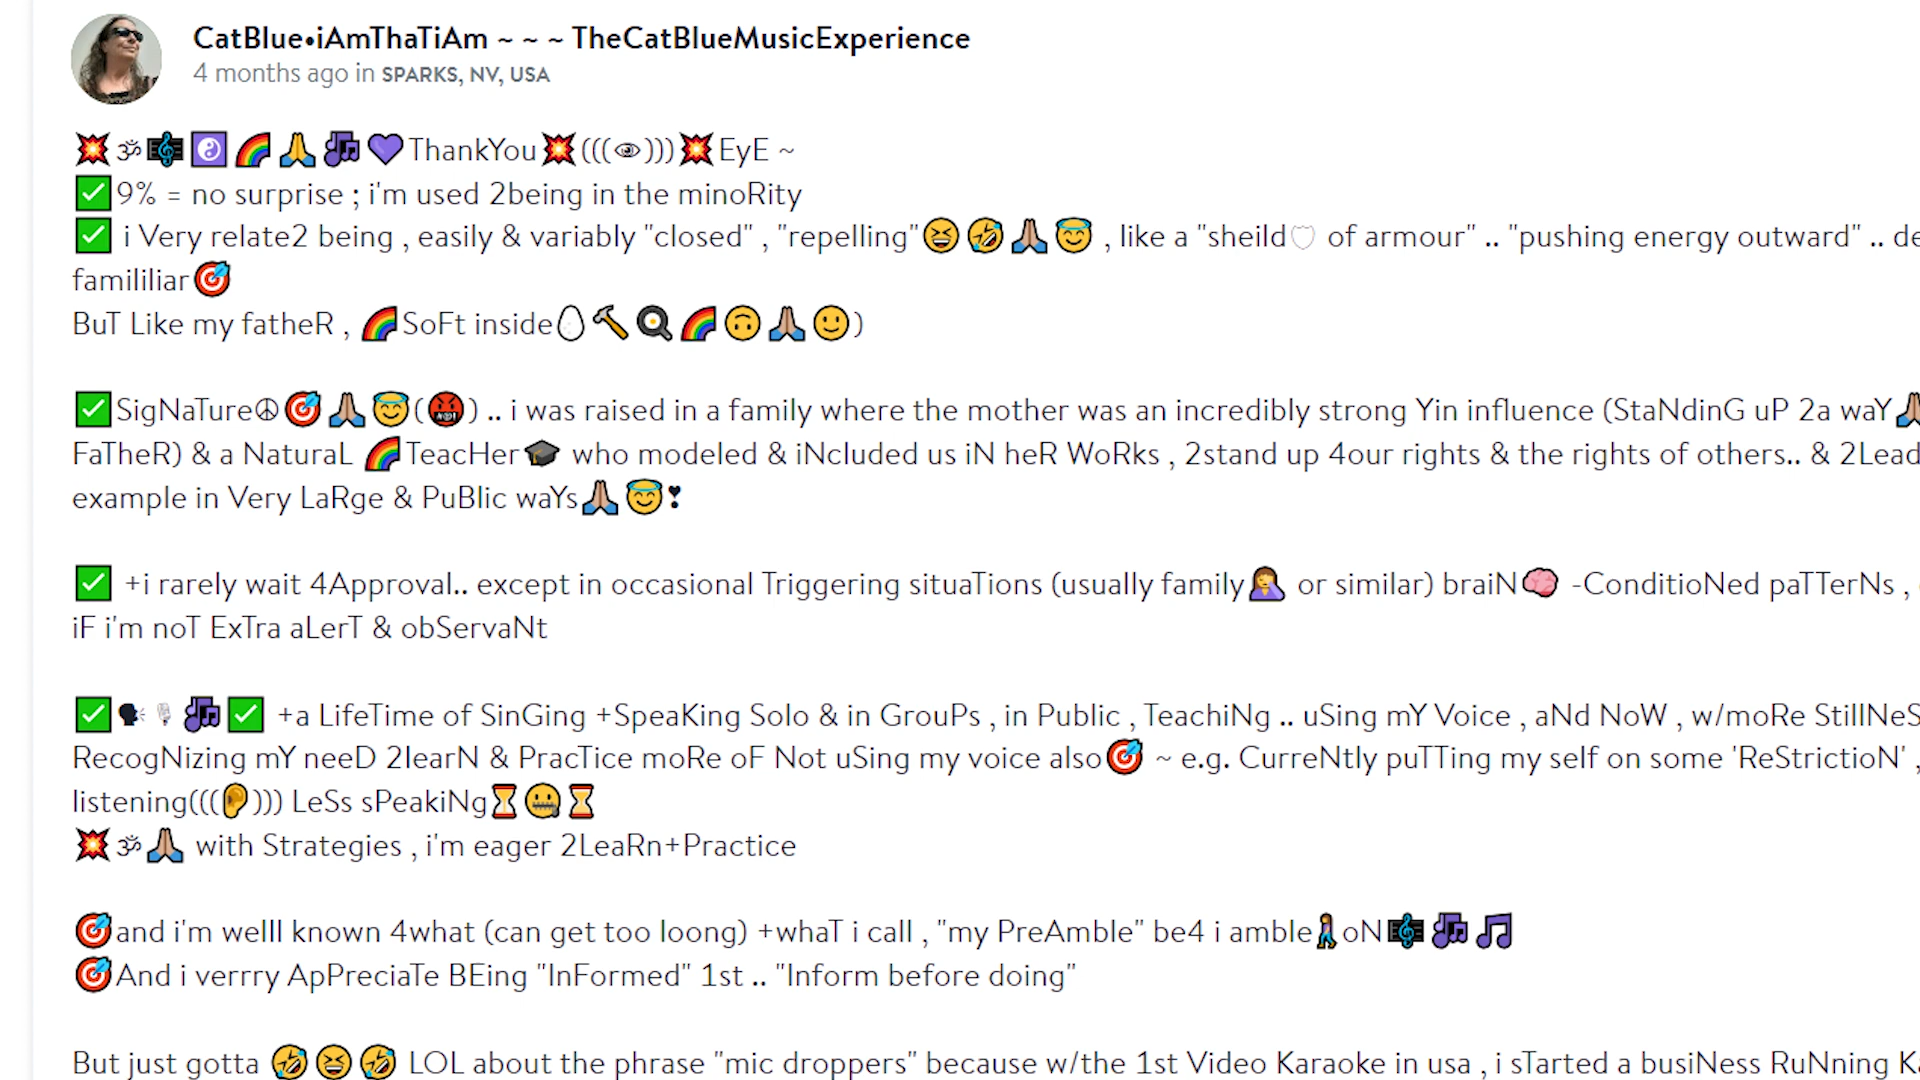 CatBlue•iAmThaTiAm ~ ~ ~ TheCatBlueMusicExperience
4 months ago in SPARKS, NV, USA
💥🕉🎼☯️🌈🙏🎶💜ThankYou💥(((👁)))💥EyE ~
✅9% = no surprise ; i'm used 2being in the minoRity
✅ i Very relate2 being , easily & variably "closed" , "repelling"😆🤣🙏🏽😇 , like a "sheild🛡 of armour" .. "pushing energy outward" .. de
famililiar🎯
BuT Like my fatheR , 🌈SoFt inside🥚🔨🍳🌈🙃🙏🏽🙂)
✅SigNaTure☮🎯🙏🏽😇(🤬) .. i was raised in a family where the mother was an incredibly strong Yin influence (StaNdinG uP 2a waY🙏🏽
FaTheR) & a NaturaL 🌈TeacHer🎓 who modeled & iNcluded us iN heR WoRks , 2stand up 4our rights & the rights of others.. & 2Lead
example in Very LaRge & PuBlic waYs🙏🏽😇❣
✅ +i rarely wait 4Approval.. except in occasional Triggering situaTions (usually family🤦‍♀️ or similar) braiN🧠 -ConditioNed paTTerNs ,
iF i'm noT ExTra aLerT & obServaNt
✅🗣🎙🎶✅ +a LifeTime of SinGing +SpeaKing Solo & in GrouPs , in Public , TeachiNg .. uSing mY Voice , aNd NoW , w/moRe StillNeS
RecogNizing mY neeD 2learN & PracTice moRe oF Not uSing my voice also🎯 ~ e.g. CurreNtly puTTing my self on some 'ReStrictioN' ,
listening(((👂))) LeSs sPeakiNg⏳🤐⏳
💥🕉🙏🏽 with Strategies , i'm eager 2LeaRn+Practice
🎯and i'm welll known 4what (can get too loong) +whaT i call , "my PreAmble" be4 i amble🚶‍♀️oN🎼🎶🎵
🎯And i verrry ApPreciaTe BEing "InFormed" 1st .. "Inform before doing"
But just gotta 🤣😆🤣 LOL about the phrase "mic droppers" because w/the 1st Video Karaoke in usa , i sTarted a busiNess RuNning K